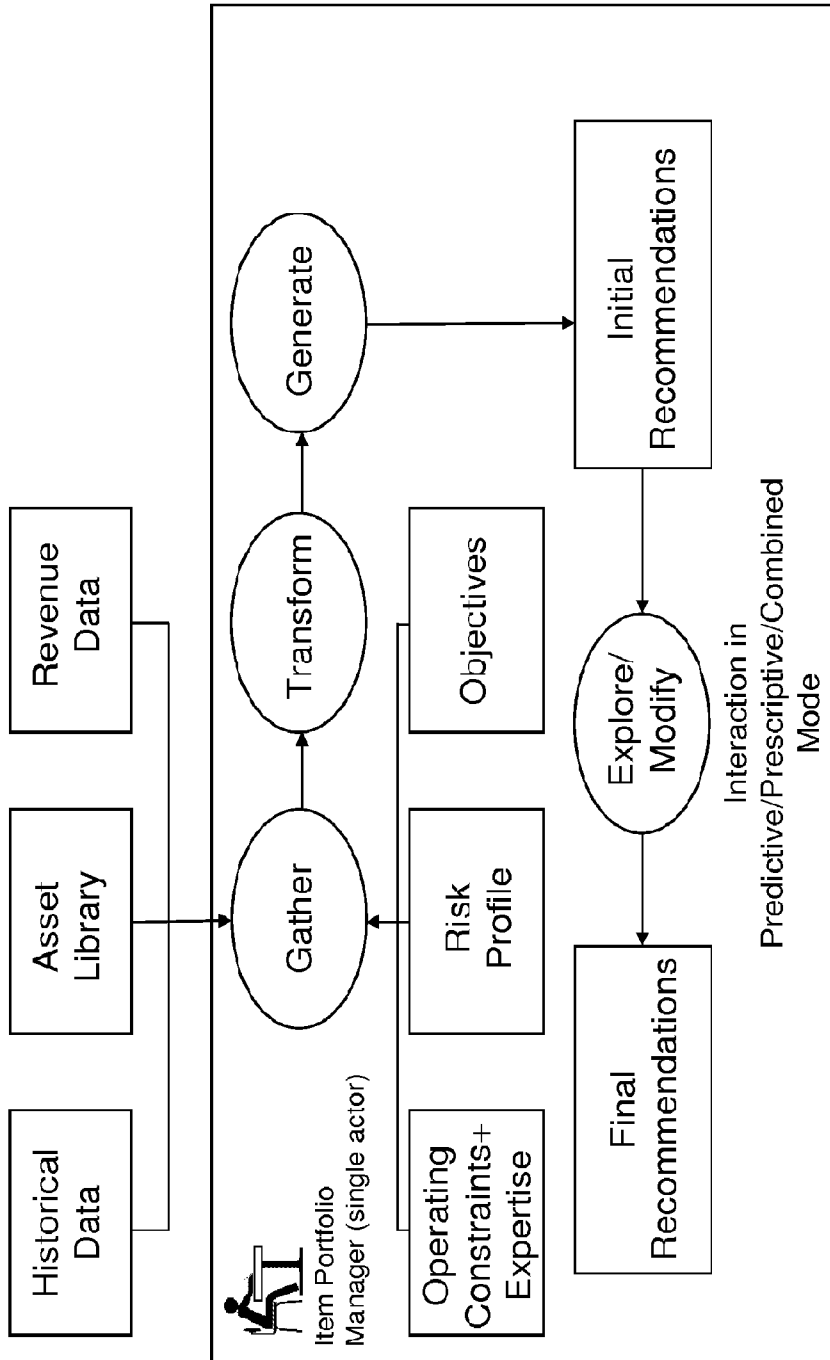 Historical
Data
Asset
Library
Revenue
Data
Item Portfolio
Manager (single actor)
Gather
Transform
Generate
Operating
Constraints+
Expertise
Risk
Profile
Objectives
Final
Recommendations
Explore/
Modify
Initial
Recommendations
Interaction in
Predictive/Prescriptive/Combined
Mode